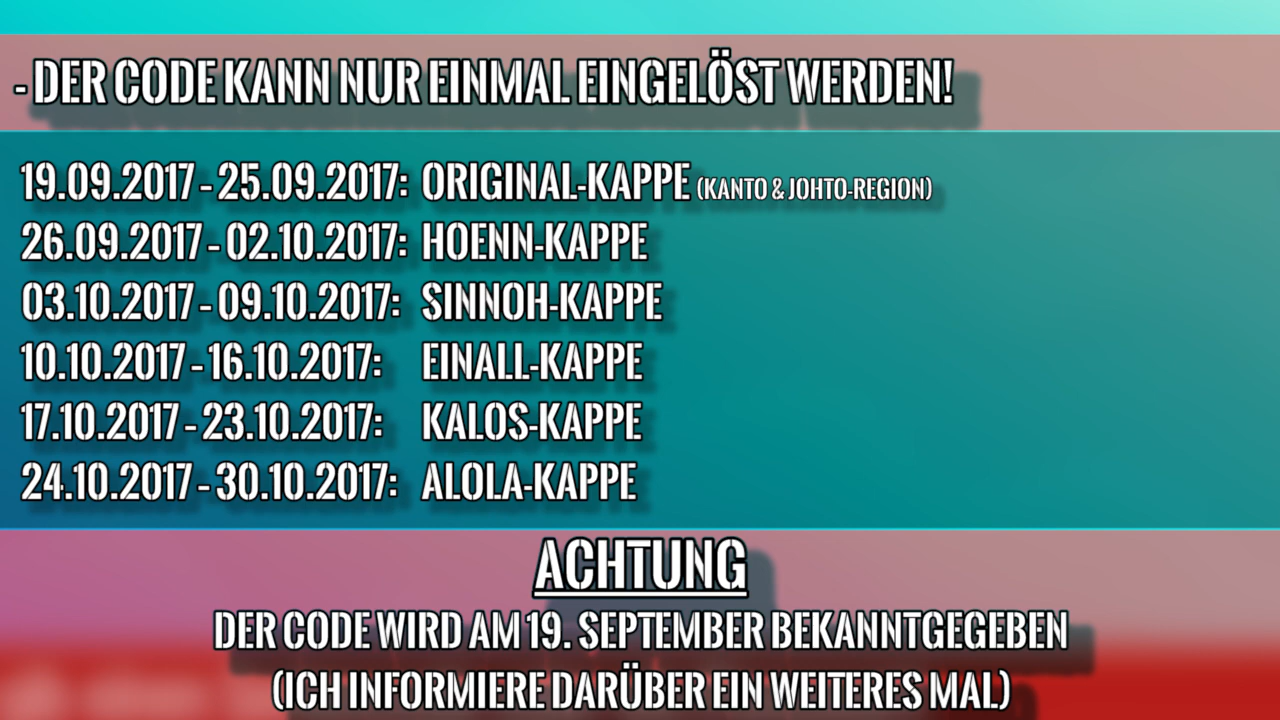 - DER CODE KANN NUR EINMAL EINGELÖST WERDEN!
19.09.2017 - 25.09.2017: ORIGINAL-KAPPE (KANTO & JOHTO-REGION)
26.09.2017 - 02.10.2017: HOENN-KAPPE
03.10.2017 - 09.10.2017: SINNOH-KAPPE
10.10.2017 - 16.10.2017: EINALL-KAPPE
17.10.2017 - 23.10.2017: KALOS-KAPPE
24.10.2017 - 30.10.2017: ALOLA-KAPPE
ACHTUNG
DER CODE WIRD AM 19. SEPTEMBER BEKANNTGEGEBEN
(ICH INFORMIERE DARÜBER EIN WEITERES MAL)